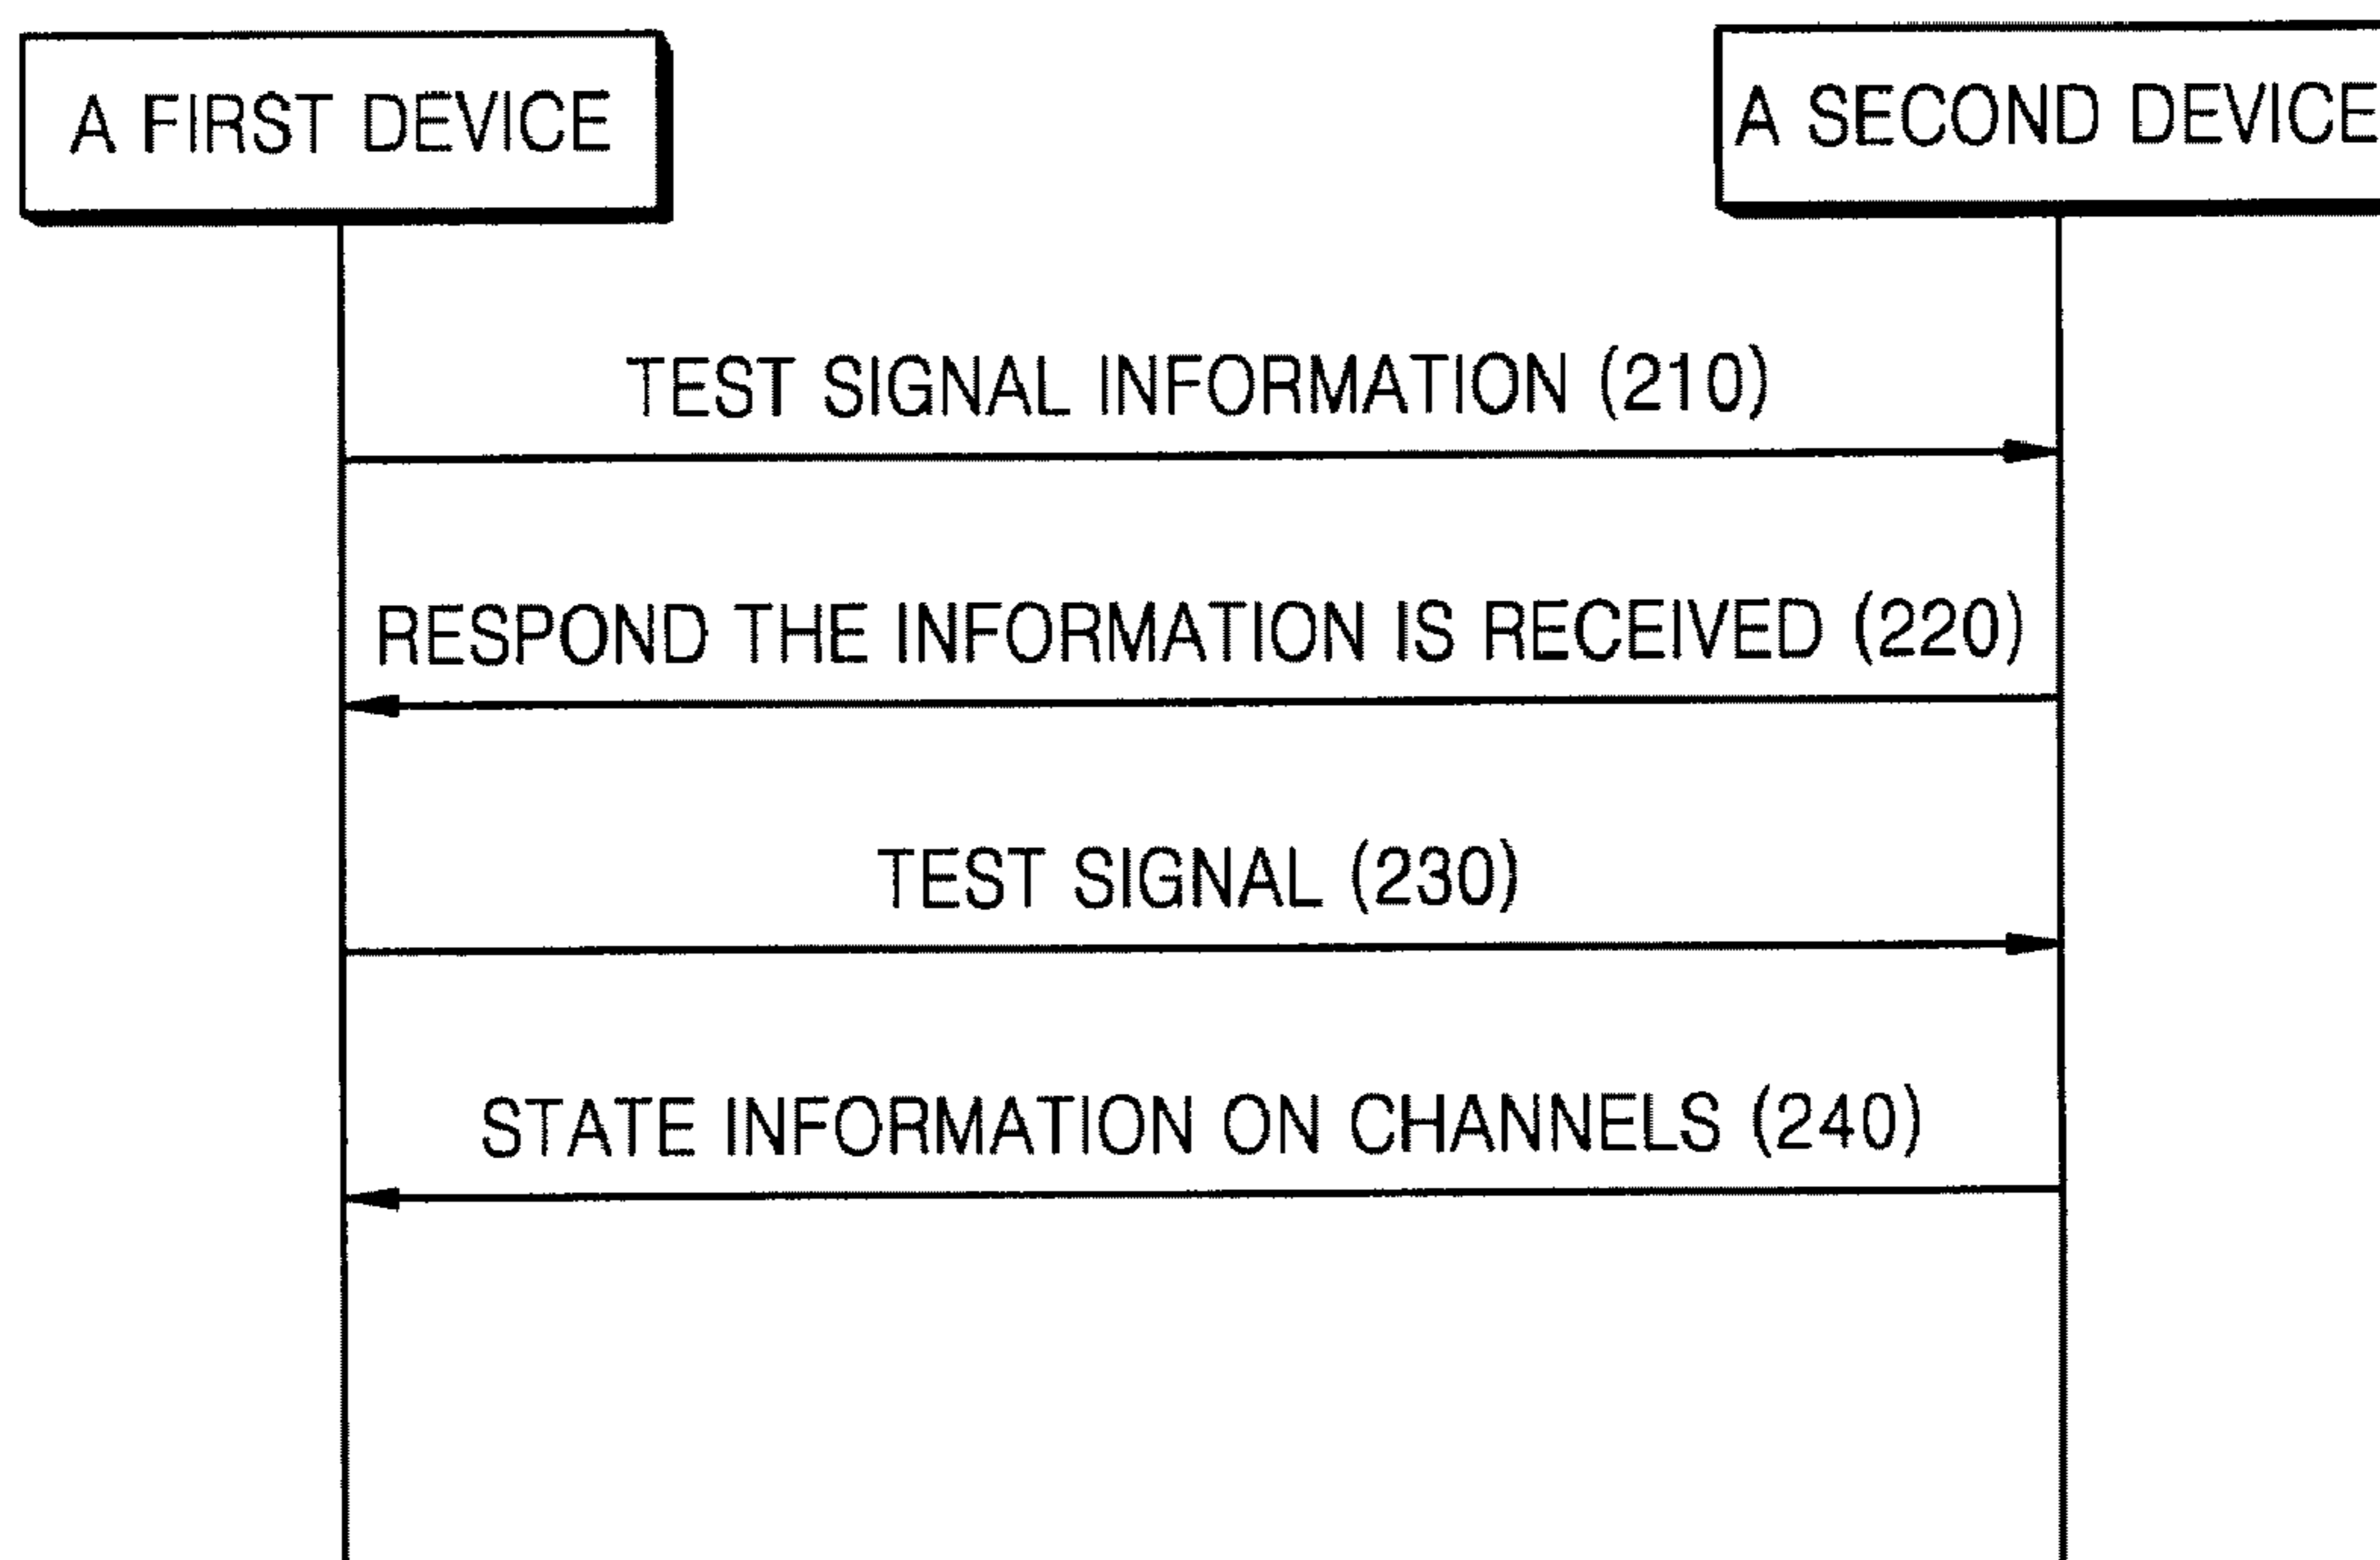 A FIRST DEVICE
A SECOND DEVICE
TEST SIGNAL INFORMATION (210)
RESPOND THE INFORMATION IS RECEIVED (220)
TEST SIGNAL (230)
STATE INFORMATION ON CHANNELS (240)